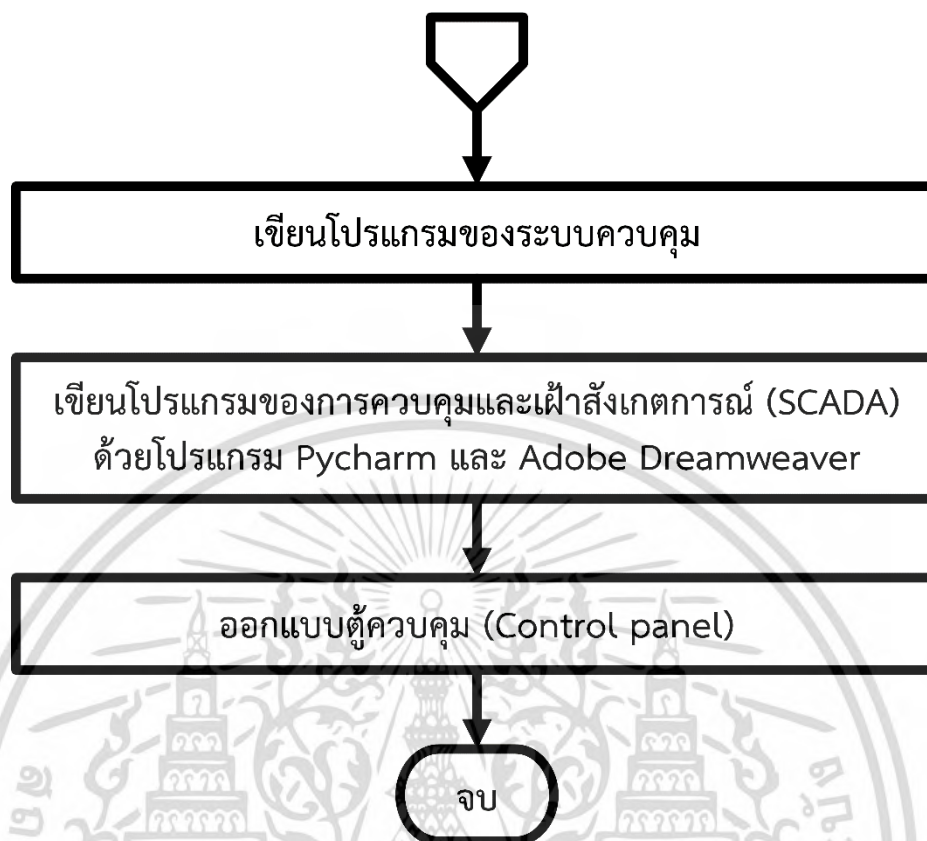 เขียนโปรแกรมของระบบควบคุม
เขียนโปรแกรมของการควบคุมและเฝ้าสังเกตการณ์ (SCADA)
ด้วยโปรแกรม Pycharm และ Adobe Dreamweaver
ออกแบบตู้ควบคุม (Control panel)
จบ